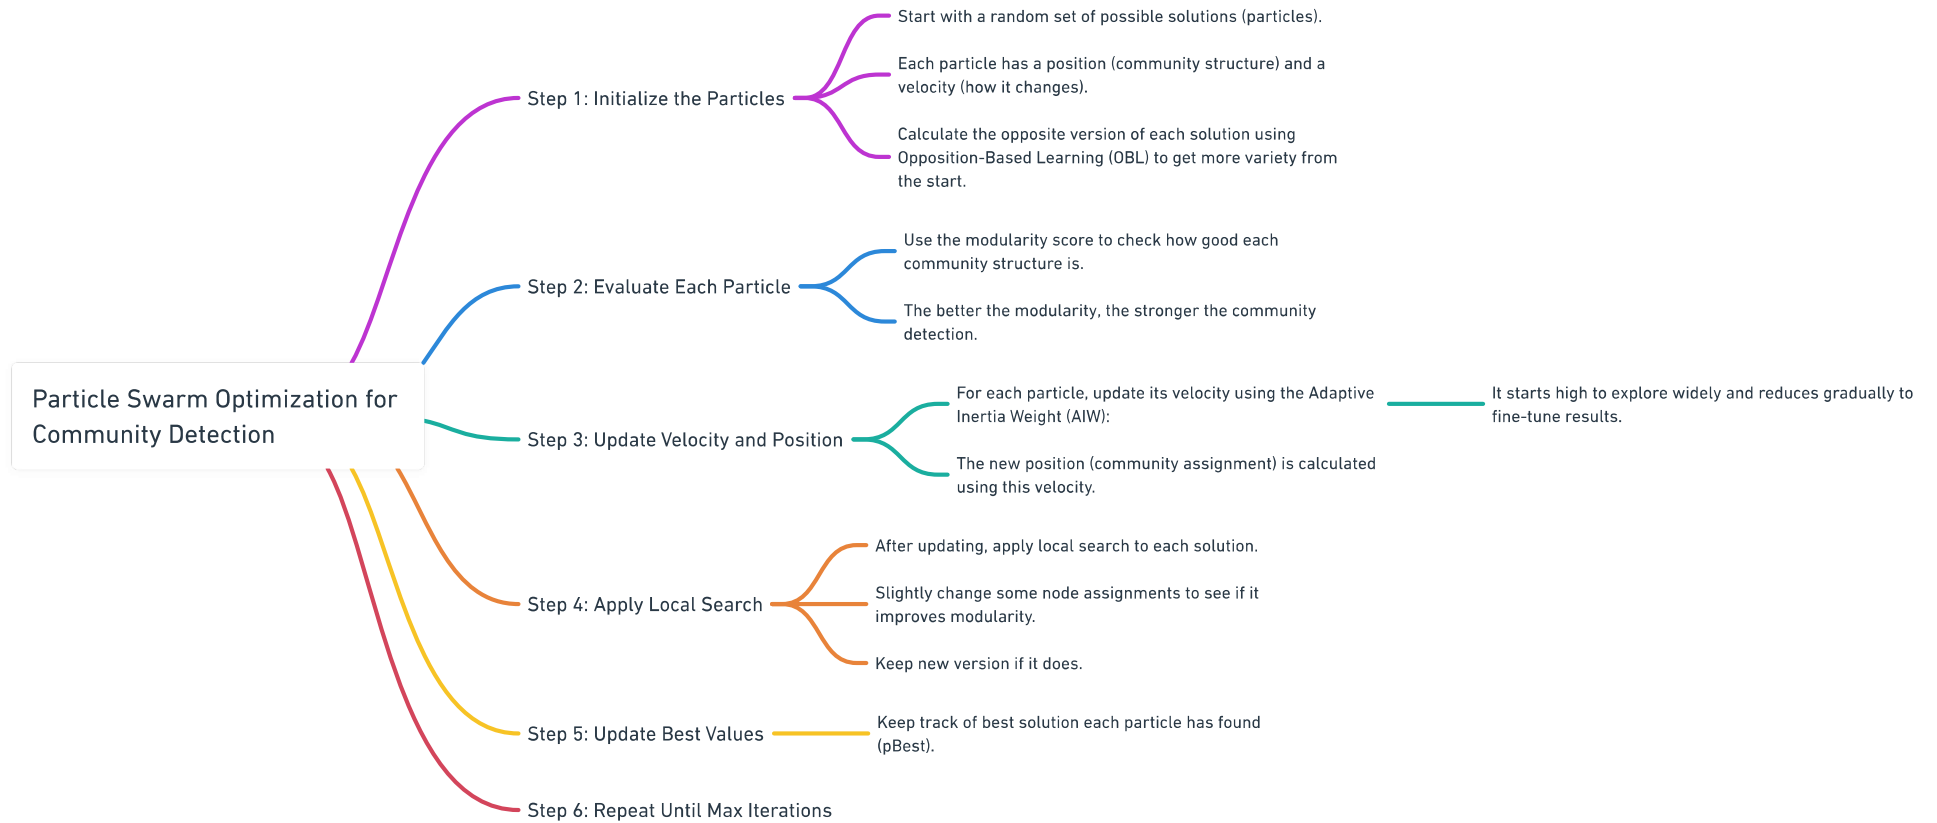 Particle Swarm Optimization for
Community Detection
Step 1: Initialize the Particles
Start with a random set of possible solutions (particles).
Each particle has a position (community structure) and a
velocity (how it changes).
Calculate the opposite version of each solution using
Opposition-Based Learning (OBL) to get more variety from
the start.
Step 2: Evaluate Each Particle
Use the modularity score to check how good each
community structure is.
The better the modularity, the stronger the community
detection.
Step 3: Update Velocity and Position
For each particle, update its velocity using the Adaptive
Inertia Weight (AIW):
It starts high to explore widely and reduces gradually to
fine-tune results.
The new position (community assignment) is calculated
using this velocity.
Step 4: Apply Local Search
After updating, apply local search to each solution.
Slightly change some node assignments to see if it
improves modularity.
Keep new version if it does.
Step 5: Update Best Values
Keep track of best solution each particle has found
(pBest).
Step 6: Repeat Until Max Iterations